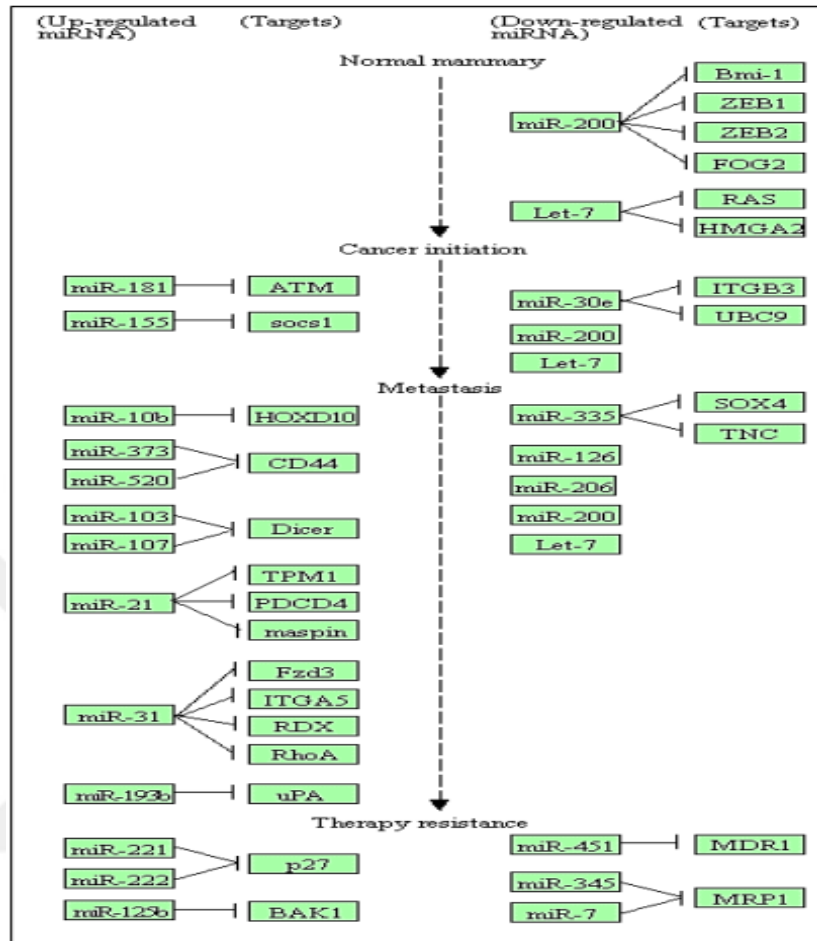 (Up-regulated miRNA) (Targets) (Down-regulated miRNA) (Targets)
Normal mammary
miR-200 Bmi-1
ZEB1
ZEB2
FOG2
Let-7 RAS
HMGA2
Cancer initiation
miR-181 ATM
miR-155 socs1
miR-30e ITGB3
UBC9
miR-200
Let-7
Metastasis
miR-10b HOXD10
miR-373
miR-520
CD44
miR-103
miR-107
Dicer
miR-21 TPM1
PDCD4
maspin
miR-31 Fzd3
ITGA5
RDX
RhoA
miR-193b uPA
miR-335 SOX4
TNC
miR-126
miR-206
miR-200
Let-7
Therapy resistance
miR-221
miR-222
p27
miR-125b BAK1
miR-451 MDR1
miR-345
miR-7
MRP1